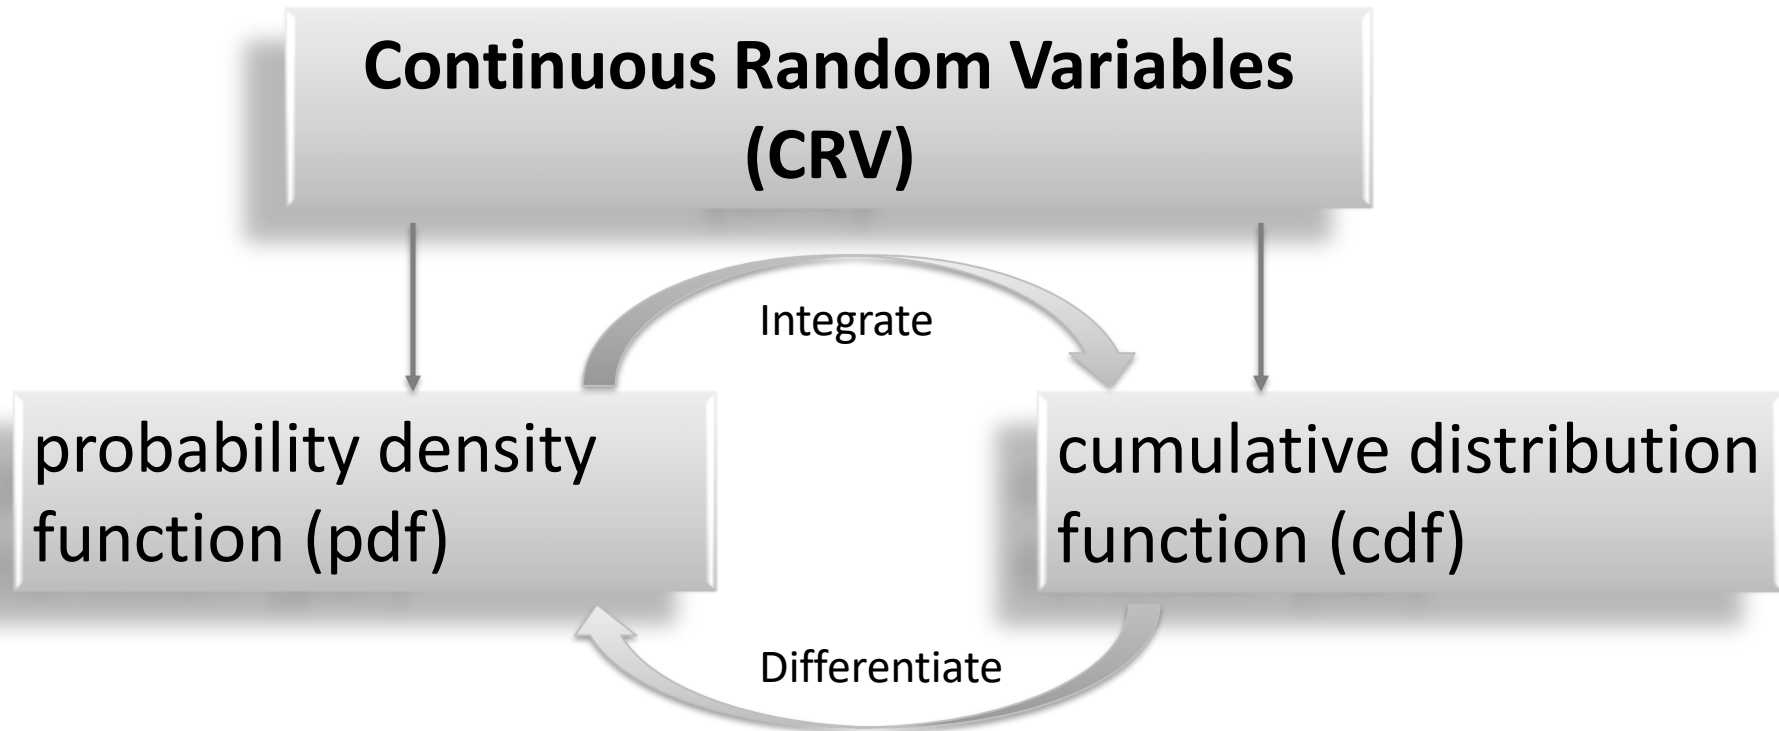 Continuous Random Variables
(CRV)
Integrate
probability density
function (pdf)
cumulative distribution
function (cdf)
Differentiate